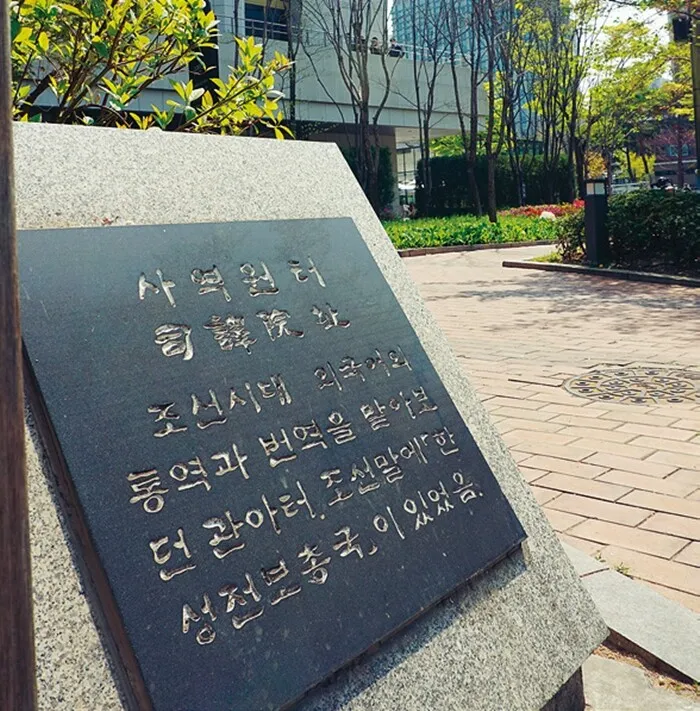 사역원터
司譯院址
조선시대 외국어의
통역과 번역을 맡아보
던 관아터. 조선말에「한
성전보총국」이 있었음.